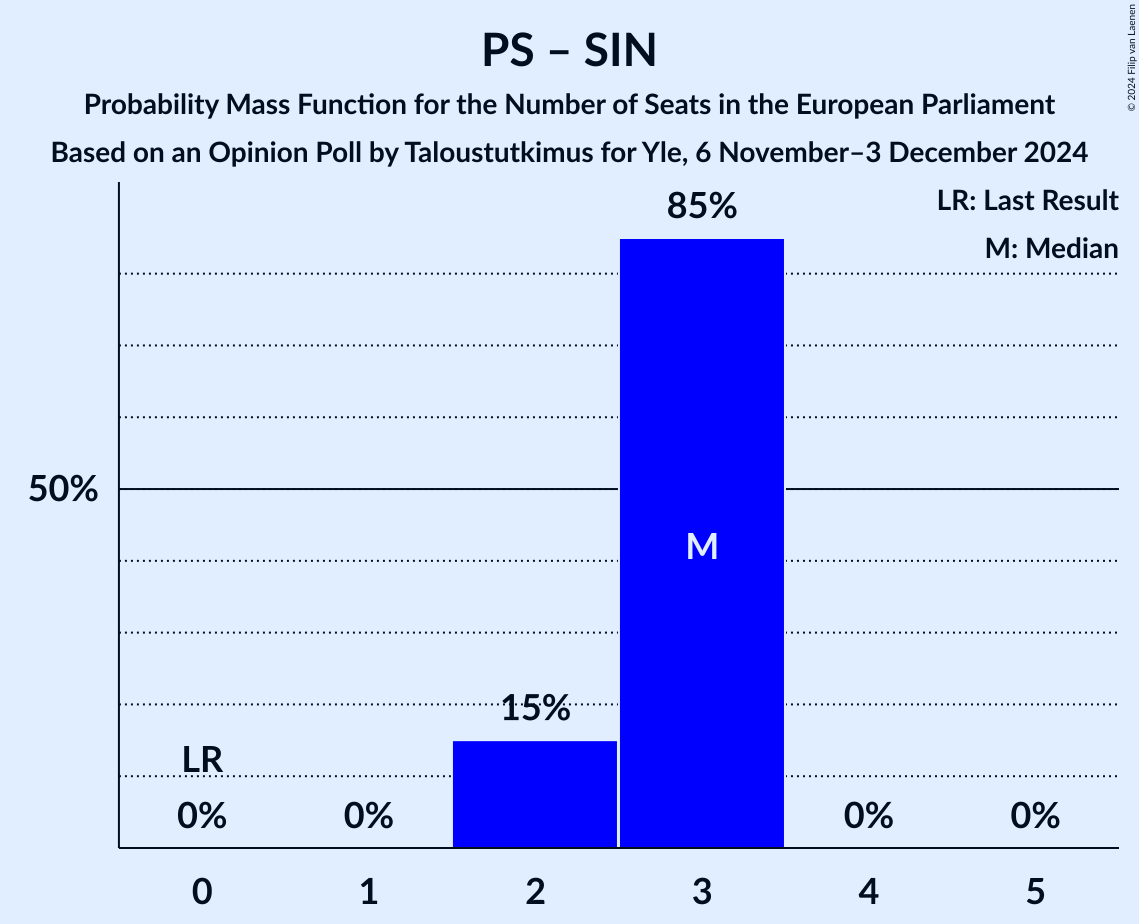 PS – SIN
Probability Mass Function for the Number of Seats in the European Parliament
Based on an Opinion Poll by Taloustutkimus for Yle, 6 November–3 December 2024
© 2024 Filip van Laenen
LR: Last Result
M: Median
85%
50%
M
15%
LR
0% 0% 0% 0%
0 1 2 3 4 5